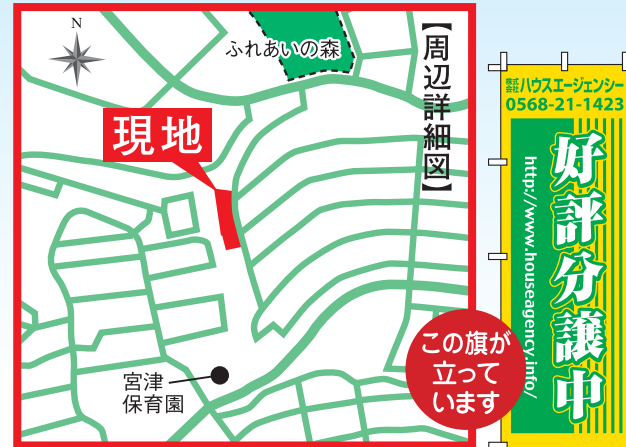 【周辺詳細図】
N
ふれあいの森
現地
宮津
保育園
この旗が
立って
います
株式会社ハウスエージェンシー
0568-21-1423
好評分譲中
http://www.houseagency.info/